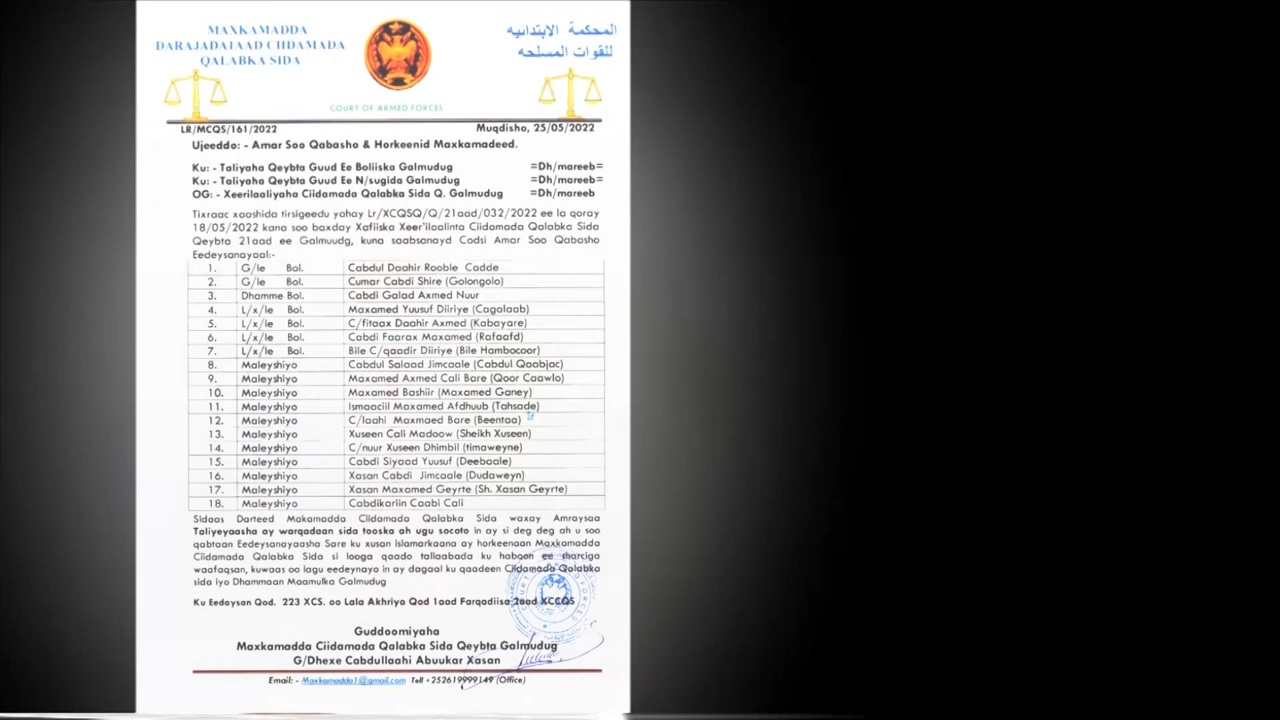 MAXKAMADDA
DARAJADA1AAD CIIDAMADA
QALABKA SIDA
المحكمة الابتدائيه
للقوات المسلحه
COURT OF ARMED FORCES
LR/MCQS/161/2022 Muqdisho, 25/05/2022
Ujeeddo: - Amar Soo Qabasho & Horkeenid Maxkamadeed.
Ku: - Taliyaha Qeybta Guud Ee Boliiska Galmudug =Dh/mareeb=
Ku: - Taliyaha Qeybta Guud Ee N/sugida Galmudug =Dh/mareeb=
OG: - Xeerilaaliyaha Ciidamada Qalabka Sida Q. Galmudug =Dh/mareeb
Tixraac xaashida tirsigeedu yahay Lr/XCQSQ/Q/21aad/032/2022 ee la qoray
18/05/2022 kana soo baxday Xafiiska Xeer'ilaalinta Ciidamada Qalabka Sida
Qeybta 21aad ee Galmuudg, kuna saabsanayd Codsi Amar Soo Qabasho
Eedeysanayaal:-
1. G/le Bol. Cabdul Daahir Rooble Cadde
2. G/le Bol. Cumar Cabdi Shire (Golongolo)
3. Dhamme Bol. Cabdi Galad Axmed Nuur
4. L/x/le Bol. Maxamed Yuusuf Diiriye (Cagalaab)
5. L/x/le Bol. C/fitaax Daahir Axmed (Kabayare)
6. L/x/le Bol. Cabdi Faarax Maxamed (Rafaafd)
7. L/x/le Bol. Bile C/qaadir Diiriye (Bile Hambocoor)
8. Maleyshiyo Cabdul Salaad Jimcaale (Cabdul Qaabjac)
9. Maleyshiyo Maxamed Axmed Cali Bare (Qoor Caawlo)
10. Maleyshiyo Maxamed Bashiir (Maxamed Ganey)
11. Maleyshiyo Ismaaciil Maxamed Afdhuub (Tahsade)
12. Maleyshiyo C/laahi Maxmaed Bare (Beentaa)
13. Maleyshiyo Xuseen Cali Madoow (Sheikh Xuseen)
14. Maleyshiyo C/nuur Xuseen Dhimbil (timaweyne)
15. Maleyshiyo Cabdi Siyaad Yuusuf (Deebaale)
16. Maleyshiyo Xasan Cabdi Jimcaale (Dudaweyn)
17. Maleyshiyo Xasan Maxamed Geyrte (Sh. Xasan Geyrte)
18. Maleyshiyo Cabdikariin Caabi Cali
Sidaas Darteed Makamadda Ciidamada Qalabka Sida waxay Amraysaa
Taliyeyaasha ay warqadaan sida tooska ah ugu socoto in ay si deg deg ah u soo
qabtaan Eedeysanayaasha Sare ku xusan islamarkaana ay horkeenaan Maxkamadda
Ciidamada Qalabka Sida si looga qaado tallaabada ku haboon ee sharciga
waafaqsan, kuwaas oo lagu eedeynayo in ay dagaal ku qaadeen Ciidamada Qalabka
sida iyo Dhammaan Maamulka Galmudug
Ku Eedaysan Qod. 223 XCS. oo Lala Akhriyo Qod 1aad Farqadiisa 2aad XCCQS
Guddoomiyaha
Maxkamadda Ciidamada Qalabka Sida Qeybta Galmudug
G/Dhexe Cabdullaahi Abuukar Xasan
Email: - Maxkamadda1@gmail.com Tell +252619999149 (Office)